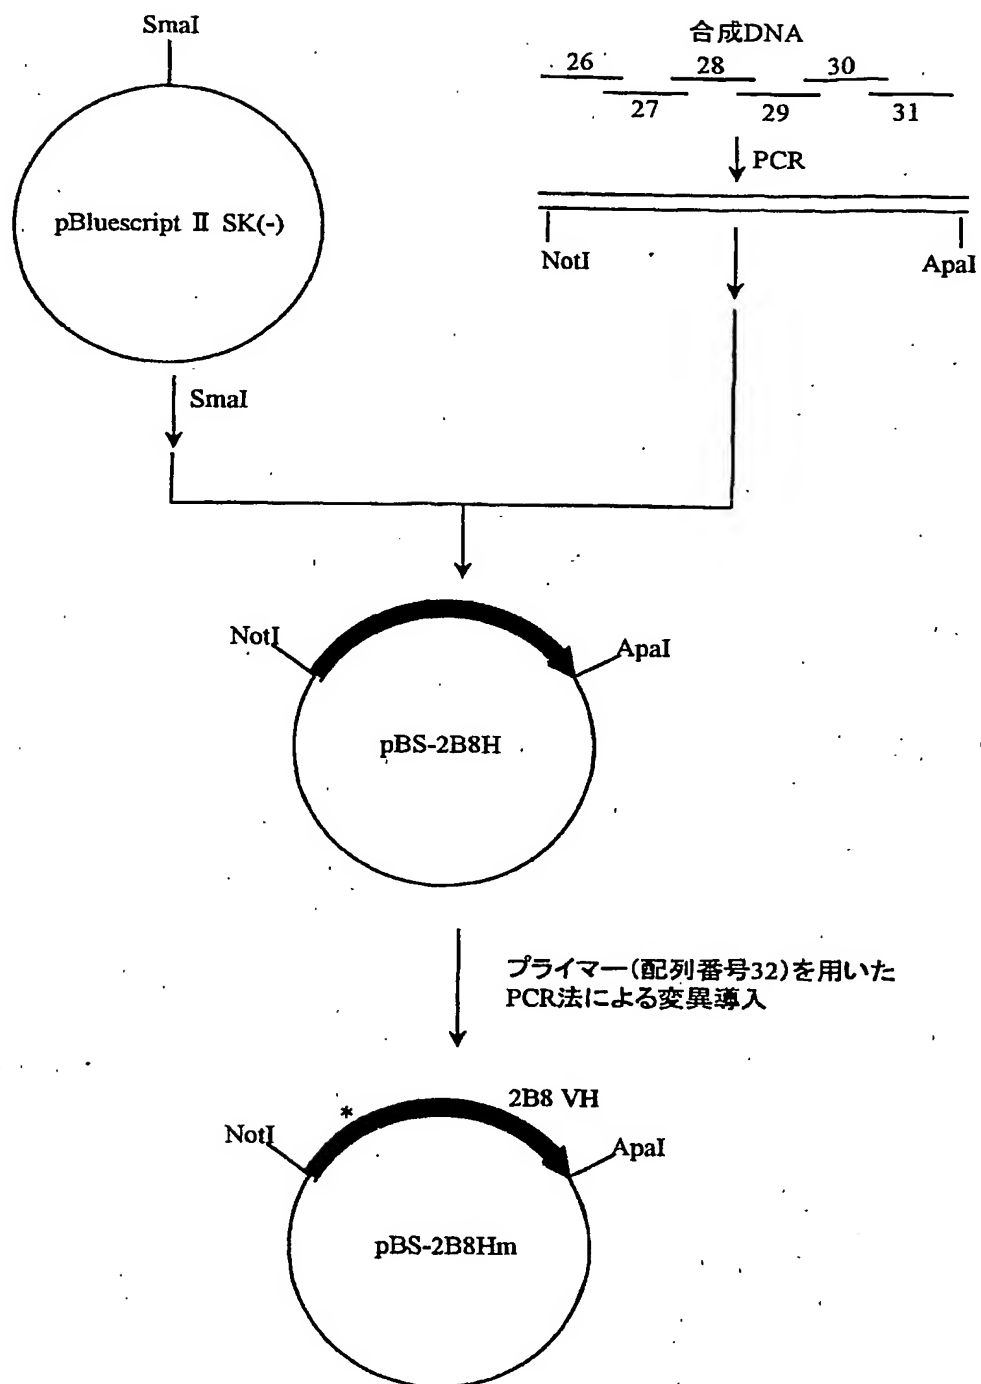 SmaI
pBluescript II SK(-)
SmaI
合成DNA
26
28
30
27
29
31
PCR
NotI
ApaI
NotI
ApaI
pBS-2B8H
プライマー(配列番号32)を用いた
PCR法による変異導入
*
2B8 VH
NotI
ApaI
pBS-2B8Hm